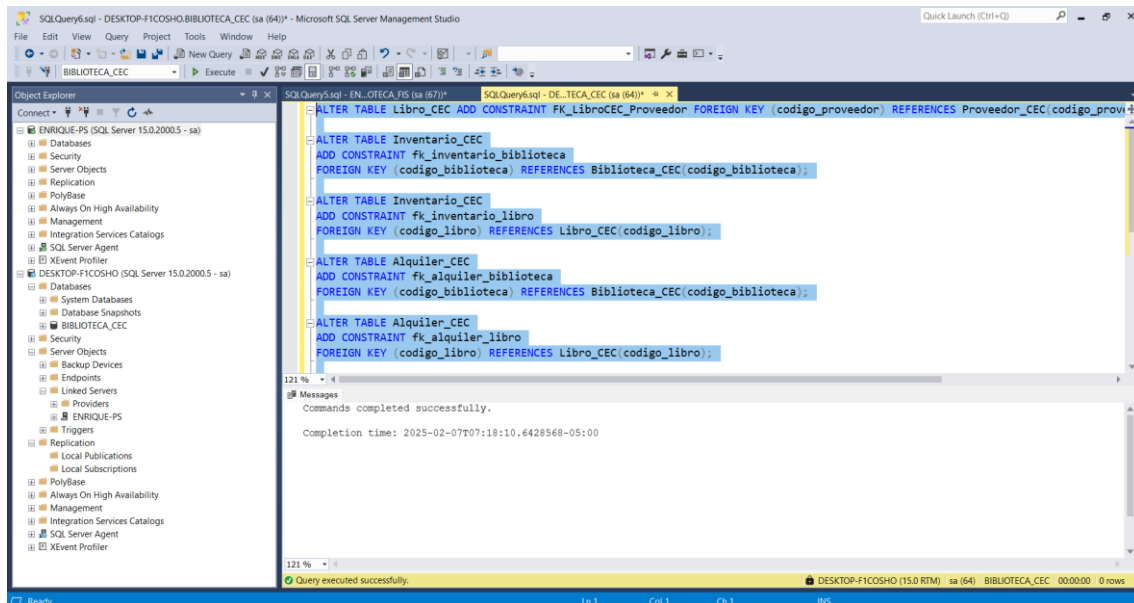 SQLQuery6.sql - DESKTOP-F1COSHO.BIBLIOTECA_CEC (sa (64))* - Microsoft SQL Server Management Studio
Quick Launch (Ctrl+Q)
File Edit View Query Project Tools Window Help
New Query
BIBLIOTECA_CEC
Execute
Object Explorer
Connect
ENRIQUE-PS (SQL Server 15.0.2000.5 - sa)
Databases
Security
Server Objects
Replication
PolyBase
Always On High Availability
Management
Integration Services Catalogs
SQL Server Agent
XEvent Profiler
DESKTOP-F1COSHO (SQL Server 15.0.2000.5 - sa)
Databases
System Databases
Database Snapshots
BIBLIOTECA_CEC
Security
Server Objects
Backup Devices
Endpoints
Linked Servers
Providers
ENRIQUE-PS
Triggers
Replication
Local Publications
Local Subscriptions
PolyBase
Always On High Availability
Management
Integration Services Catalogs
SQL Server Agent
XEvent Profiler
SQLQuery5.sql - EN...OTECA_FIS (sa (67))*
SQLQuery6.sql - DE...TECA_CEC (sa (64))*
ALTER TABLE Libro_CEC ADD CONSTRAINT FK_LibroCEC_Proveedor FOREIGN KEY (codigo_proveedor) REFERENCES Proveedor_CEC(codigo_prove
ALTER TABLE Inventario_CEC
ADD CONSTRAINT fk_inventario_biblioteca
FOREIGN KEY (codigo_biblioteca) REFERENCES Biblioteca_CEC(codigo_biblioteca);
ALTER TABLE Inventario_CEC
ADD CONSTRAINT fk_inventario_libro
FOREIGN KEY (codigo_libro) REFERENCES Libro_CEC(codigo_libro);
ALTER TABLE Alquiler_CEC
ADD CONSTRAINT fk_alquiler_biblioteca
FOREIGN KEY (codigo_biblioteca) REFERENCES Biblioteca_CEC(codigo_biblioteca);
ALTER TABLE Alquiler_CEC
ADD CONSTRAINT fk_alquiler_libro
FOREIGN KEY (codigo_libro) REFERENCES Libro_CEC(codigo_libro);
121 %
Messages
Commands completed successfully.
Completion time: 2025-02-07T07:18:10.6428568-05:00
121 %
Query executed successfully.
DESKTOP-F1COSHO (15.0 RTM) sa (64) BIBLIOTECA_CEC 00:00:00 0 rows
Ready Ln 1 Col 1 Ch 1 INS